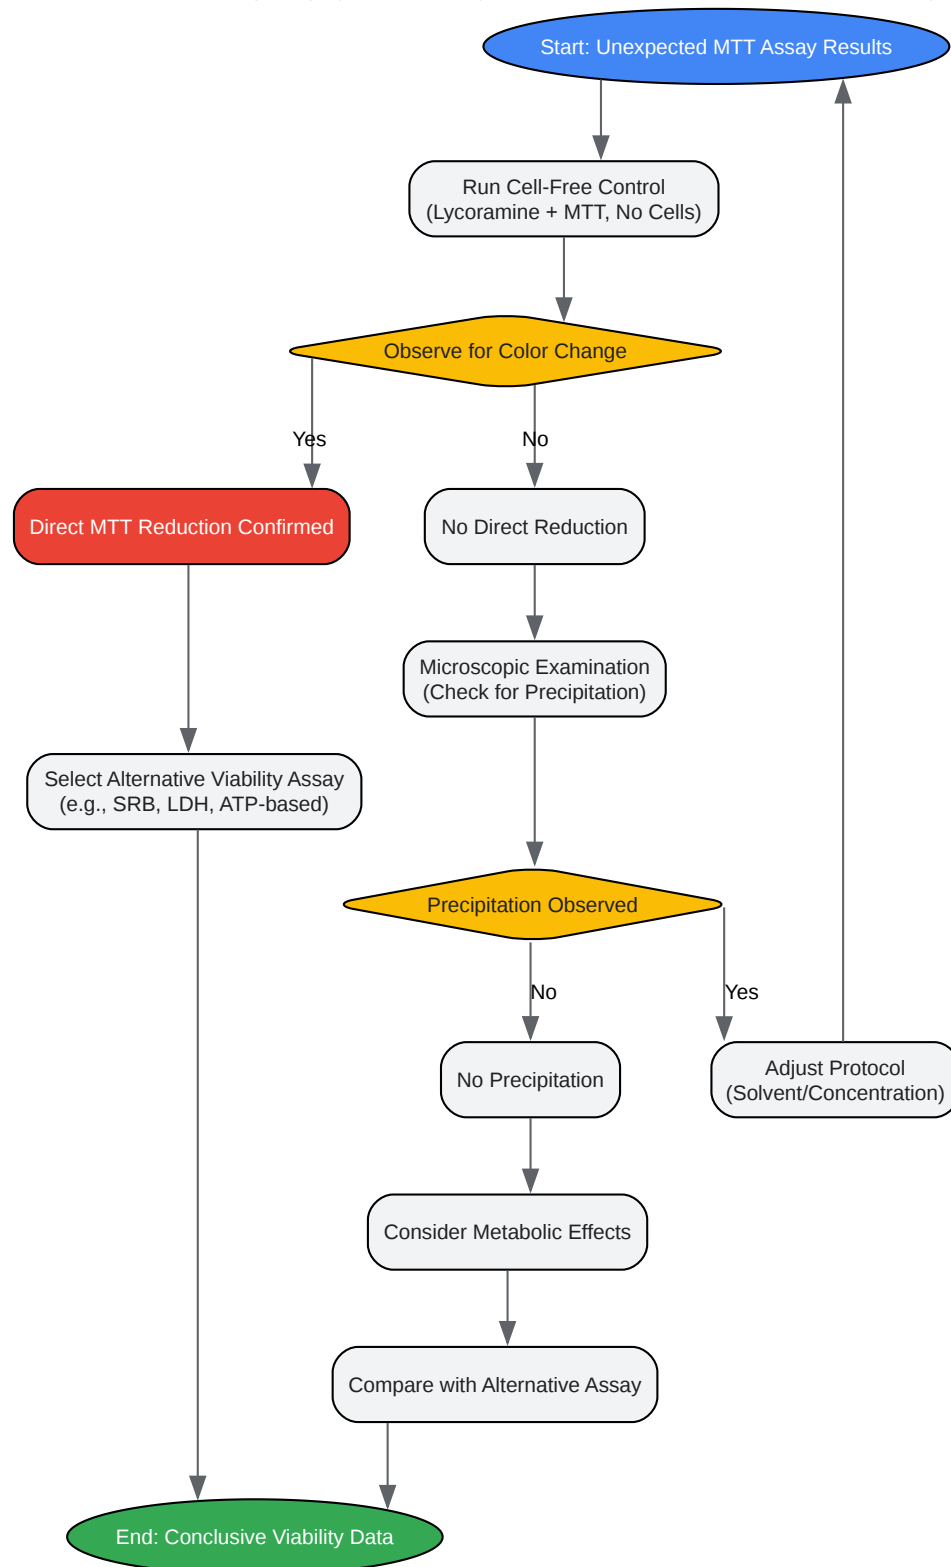 Start: Unexpected MTT Assay Results
Run Cell-Free Control
(Lycoramine + MTT, No Cells)
Observe for Color Change
Yes
No
Direct MTT Reduction Confirmed
No Direct Reduction
Microscopic Examination
(Check for Precipitation)
Select Alternative Viability Assay
(e.g., SRB, LDH, ATP-based)
Precipitation Observed
No
Yes
No Precipitation
Adjust Protocol
(Solvent/Concentration)
Consider Metabolic Effects
Compare with Alternative Assay
End: Conclusive Viability Data